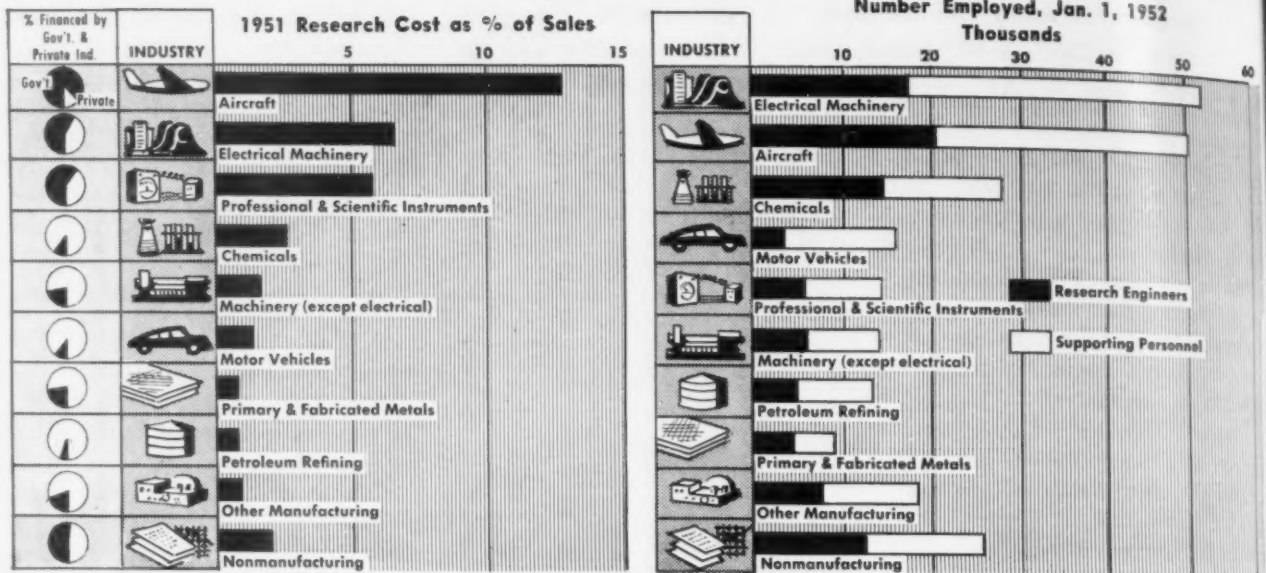 % Financed by
Gov't. &
Private Ind.
INDUSTRY
1951 Research Cost as % of Sales
5 10 15
Gov't.
Private
Aircraft
Electrical Machinery
Professional & Scientific Instruments
Chemicals
Machinery (except electrical)
Motor Vehicles
Primary & Fabricated Metals
Petroleum Refining
Other Manufacturing
Nonmanufacturing
Number Employed, Jan. 1, 1952
Thousands
INDUSTRY
10 20 30 40 50 60
Electrical Machinery
Aircraft
Chemicals
Motor Vehicles
Professional & Scientific Instruments
Research Engineers
Machinery (except electrical)
Supporting Personnel
Petroleum Refining
Primary & Fabricated Metals
Other Manufacturing
Nonmanufacturing